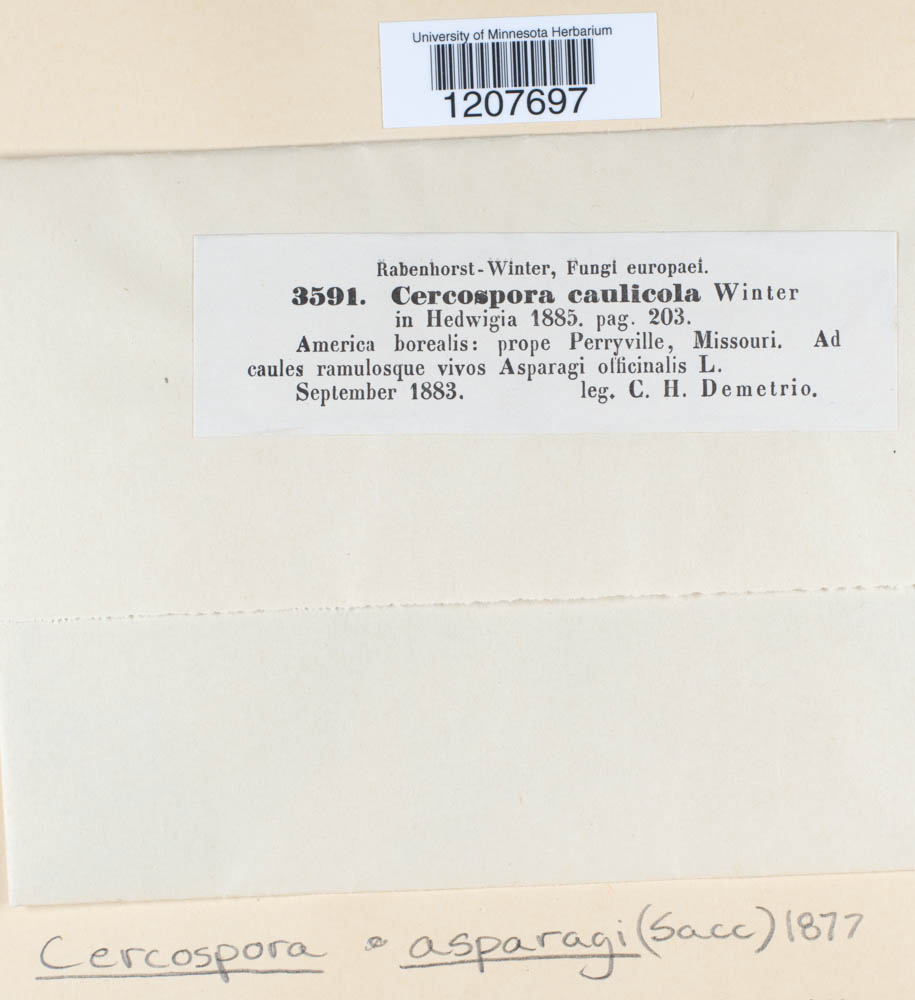 University of Minnesota Herbarium
1207697
Rabenhorst-Winter, Fungi europaei.
3591. Cercospora caulicola Winter
in Hedwigia 1885. pag. 203.
America borealis: prope Perryville, Missouri. Ad
caules ramulosque vivos Asparagi officinalis L.
September 1883. leg. C. H. Demetrio.
Cercospora asparagi (Sacc) 1877